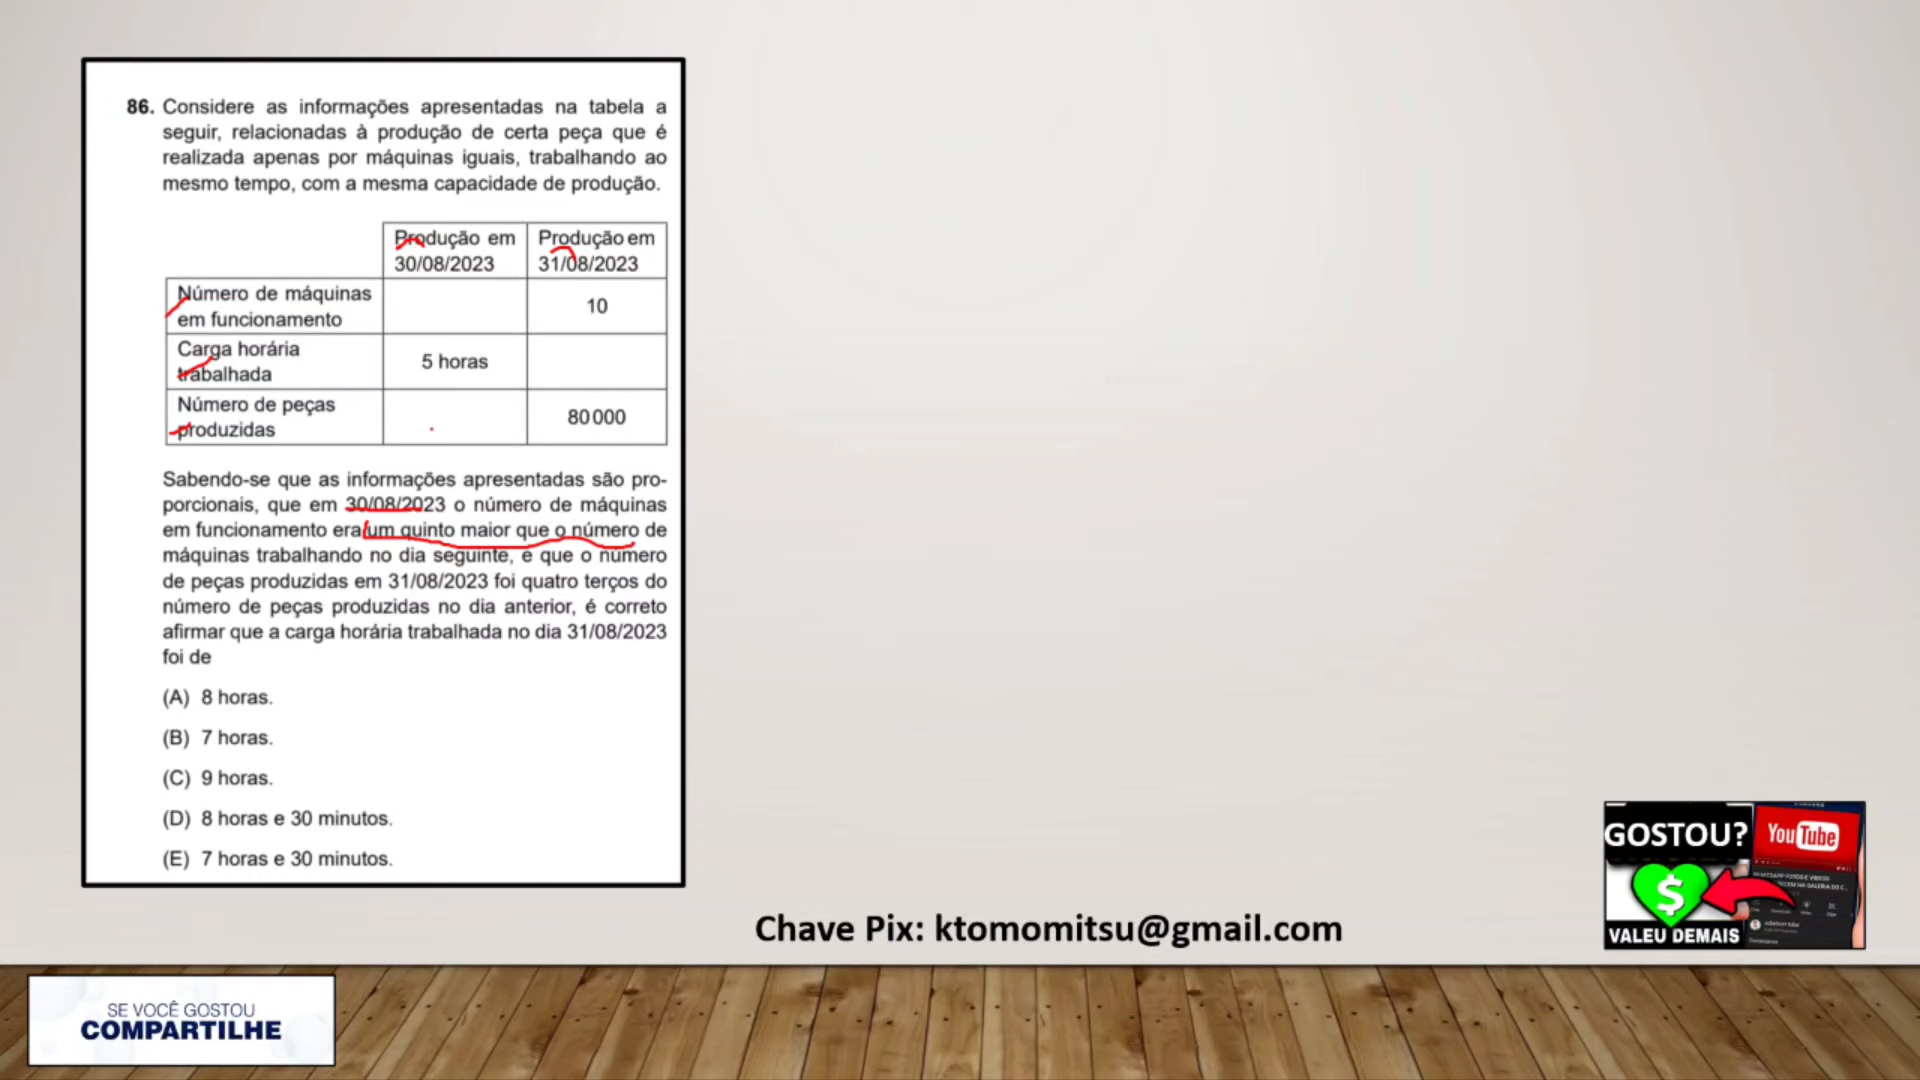 86. Considere as informações apresentadas na tabela a
seguir, relacionadas à produção de certa peça que é
realizada apenas por máquinas iguais, trabalhando ao
mesmo tempo, com a mesma capacidade de produção.
Produção em
30/08/2023
Produção em
31/08/2023
Número de máquinas
em funcionamento
10
Carga horária
trabalhada
5 horas
Número de peças
produzidas
80000
Sabendo-se que as informações apresentadas são pro-
porcionais, que em 30/08/2023 o número de máquinas
em funcionamento era um quinto maior que o número de
máquinas trabalhando no dia seguinte, e que o número
de peças produzidas em 31/08/2023 foi quatro terços do
número de peças produzidas no dia anterior, é correto
afirmar que a carga horária trabalhada no dia 31/08/2023
foi de
(A) 8 horas.
(B) 7 horas.
(C) 9 horas.
(D) 8 horas e 30 minutos.
(E) 7 horas e 30 minutos.
GOSTOU?
YouTube
$
VALEU DEMAIS
Chave Pix: ktomomitsu@gmail.com
SE VOCÊ GOSTOU
COMPARTILHE